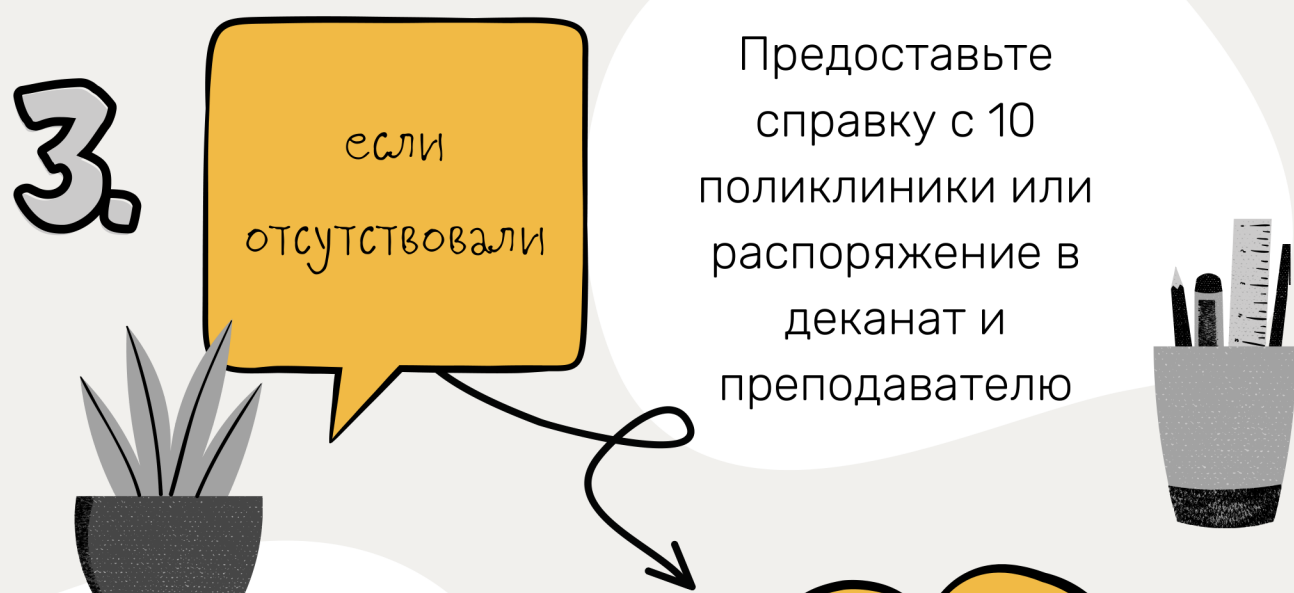 3.
если
отсутствовали
Предоставьте
справку с 10
поликлиники или
распоряжение в
деканат и
преподавателю